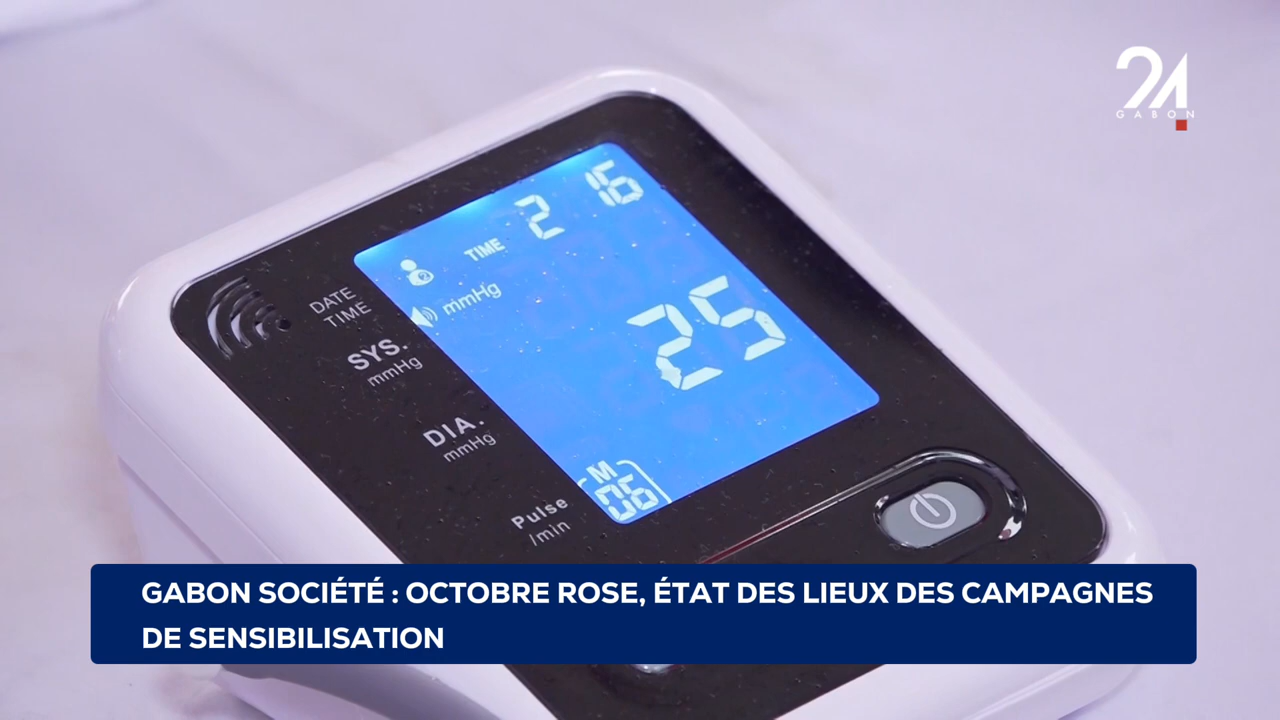 24
GABON
2 16
TIME
mmHg
25
M
06
DATE
TIME
SYS.
mmHg
DIA.
mmHg
Pulse
/min
GABON SOCIÉTÉ : OCTOBRE ROSE, ÉTAT DES LIEUX DES CAMPAGNES
DE SENSIBILISATION